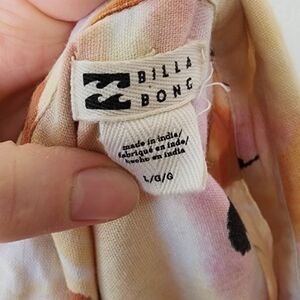 BILLA
BONG
made in india/
fabriqué en inde/
hecho en india
L/G/G